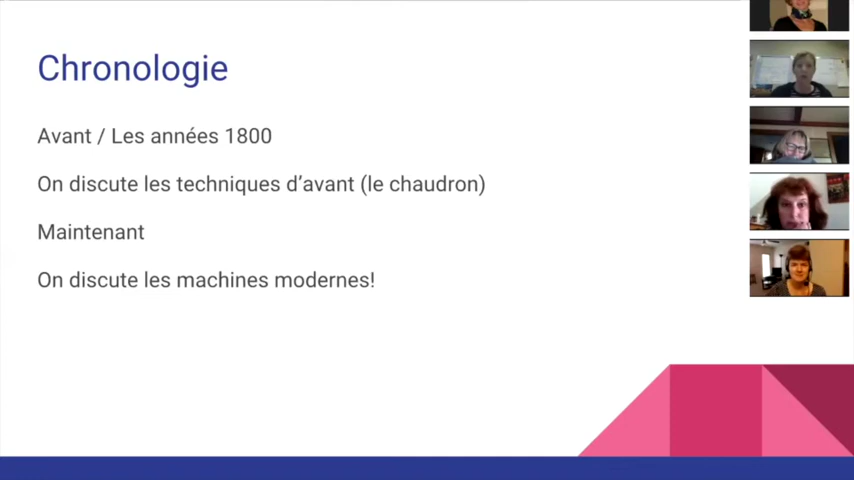 Chronologie
Avant / Les années 1800
On discute les techniques d’avant (le chaudron)
Maintenant
On discute les machines modernes!